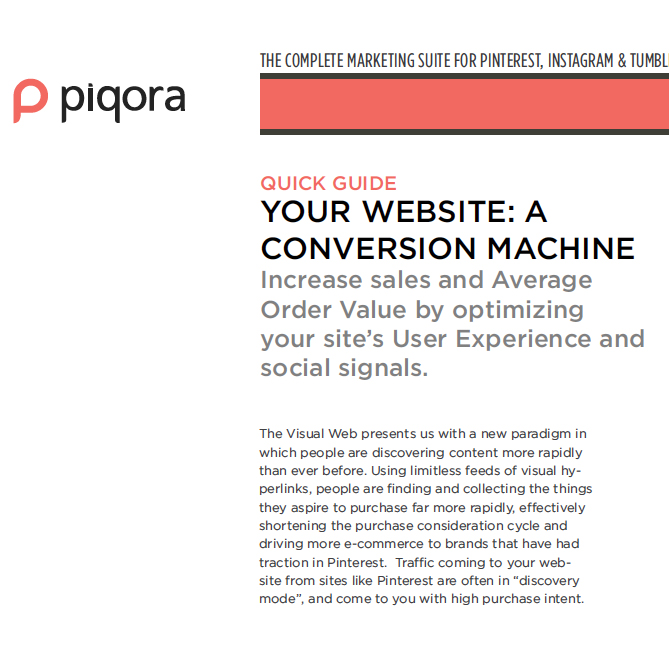 THE COMPLETE MARKETING SUITE FOR PINTEREST, INSTAGRAM &
piqora
QUICK GUIDE
YOUR WEBSITE: A
CONVERSION MACHINE
Increase sales and Average
Order Value by optimizing
your site’s User Experience and
social signals.
The Visual Web presents us with a new paradigm in
which people are discovering content more rapidly
than ever before. Using limitless feeds of visual hy-
perlinks, people are finding and collecting the things
they aspire to purchase far more rapidly, effectively
shortening the purchase consideration cycle and
driving more e-commerce to brands that have had
traction in Pinterest.  Traffic coming to your web-
site from sites like Pinterest are often in “discovery
mode”, and come to you with high purchase intent.